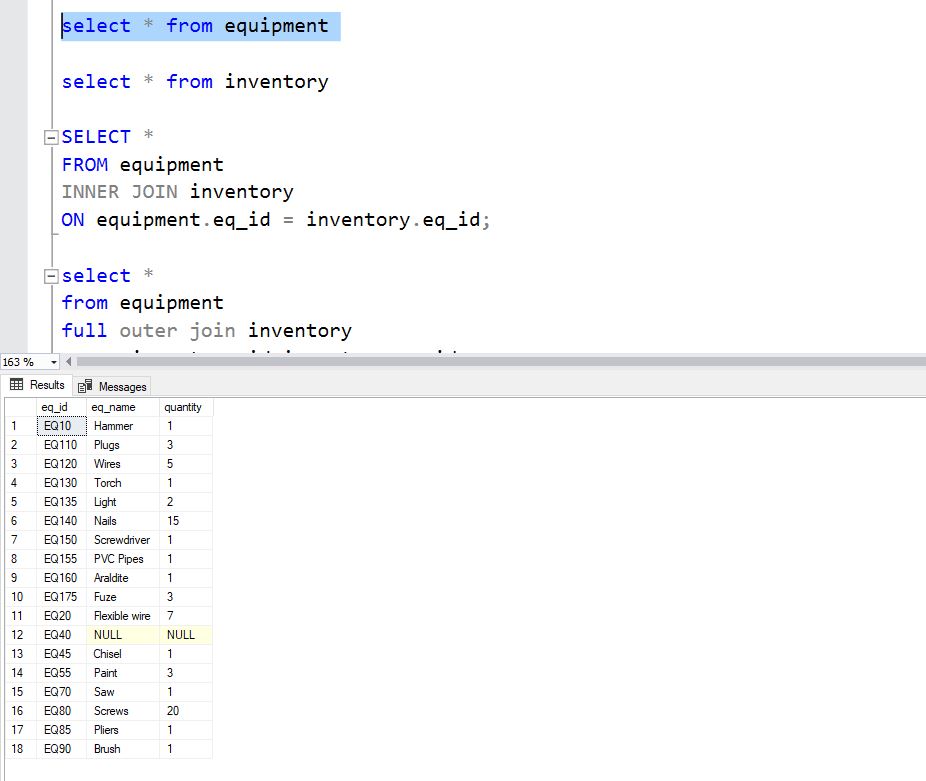 select * from equipment
select * from inventory
SELECT *
FROM equipment
INNER JOIN inventory
ON equipment.eq_id = inventory.eq_id;
select *
from equipment
full outer join inventory
163 %
Results Messages
eq_id eq_name quantity
1 EQ10 Hammer 1
2 EQ110 Plugs 3
3 EQ120 Wires 5
4 EQ130 Torch 1
5 EQ135 Light 2
6 EQ140 Nails 15
7 EQ150 Screwdriver 1
8 EQ155 PVC Pipes 1
9 EQ160 Araldite 1
10 EQ175 Fuze 3
11 EQ20 Flexible wire 7
12 EQ40 NULL NULL
13 EQ45 Chisel 1
14 EQ55 Paint 3
15 EQ70 Saw 1
16 EQ80 Screws 20
17 EQ85 Pliers 1
18 EQ90 Brush 1